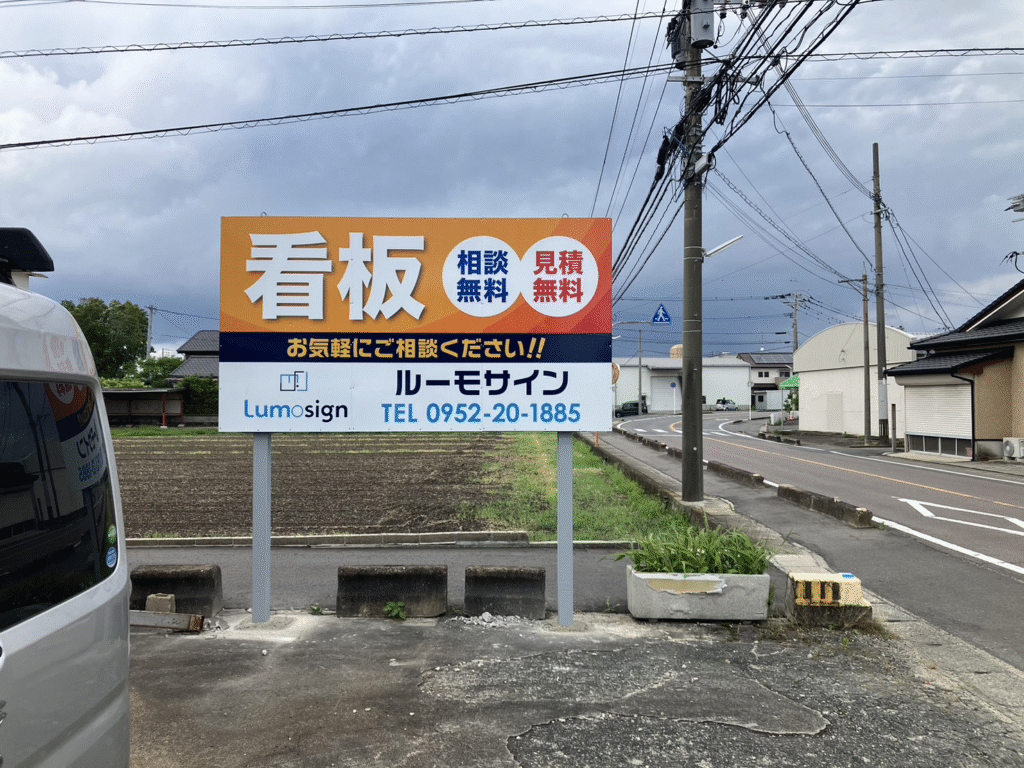 看板
相談
無料
見積
無料
お気軽にご相談ください!!
Lumosign
ルーモサイン
TEL 0952-20-1885